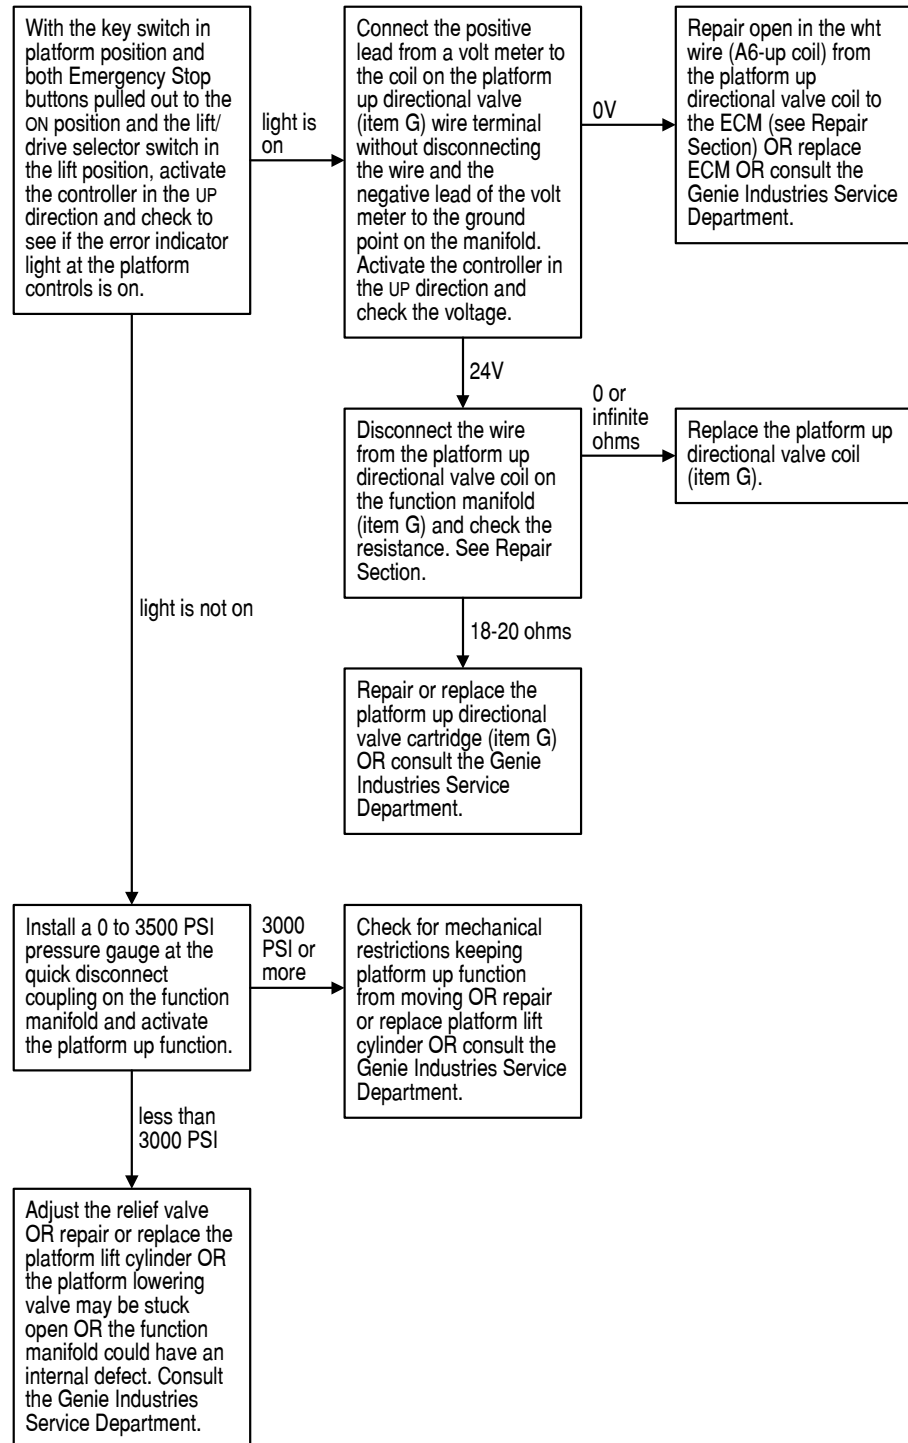 With the key switch in
platform position and
both Emergency Stop
buttons pulled out to the
ON position and the lift/
drive selector switch in
the lift position, activate
the controller in the UP
direction and check to
see if the error indicator
light at the platform
controls is on.
light is
on
Connect the positive
lead from a volt meter to
the coil on the platform
up directional valve
(item G) wire terminal
without disconnecting
the wire and the
negative lead of the volt
meter to the ground
point on the manifold.
Activate the controller in
the UP direction and
check the voltage.
0V
Repair open in the wht
wire (A6-up coil) from
the platform up
directional valve coil to
the ECM (see Repair
Section) OR replace
ECM OR consult the
Genie Industries Service
Department.
24V
Disconnect the wire
from the platform up
directional valve coil on
the function manifold
(item G) and check the
resistance. See Repair
Section.
0 or
infinite
ohms
Replace the platform up
directional valve coil
(item G).
18-20 ohms
Repair or replace the
platform up directional
valve cartridge (item G)
OR consult the Genie
Industries Service
Department.
light is not on
Install a 0 to 3500 PSI
pressure gauge at the
quick disconnect
coupling on the function
manifold and activate
the platform up function.
3000
PSI or
more
Check for mechanical
restrictions keeping
platform up function
from moving OR repair
or replace platform lift
cylinder OR consult the
Genie Industries Service
Department.
less than
3000 PSI
Adjust the relief valve
OR repair or replace the
platform lift cylinder OR
the platform lowering
valve may be stuck
open OR the function
manifold could have an
internal defect. Consult
the Genie Industries
Service Department.